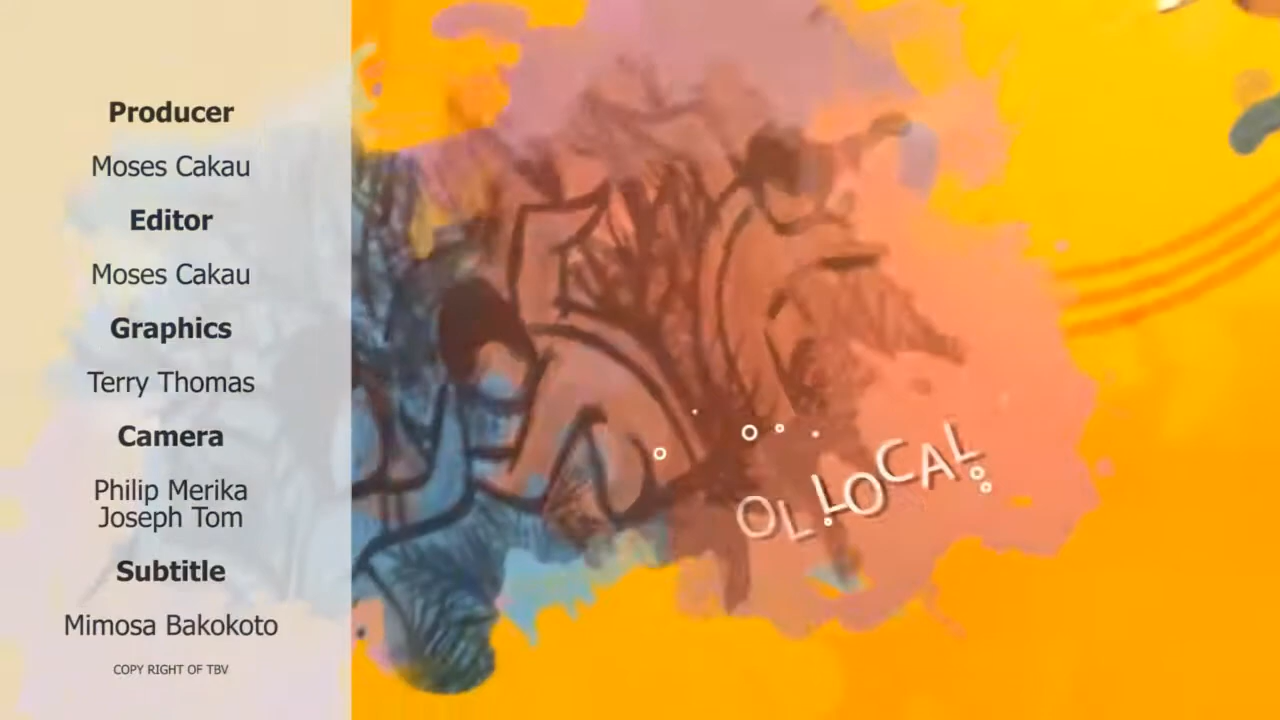 Producer
Moses Cakau
Editor
Moses Cakau
Graphics
Terry Thomas
Camera
Philip Merika
Joseph Tom
Subtitle
Mimosa Bakokoto
COPY RIGHT OF TBV
OL LOCAL